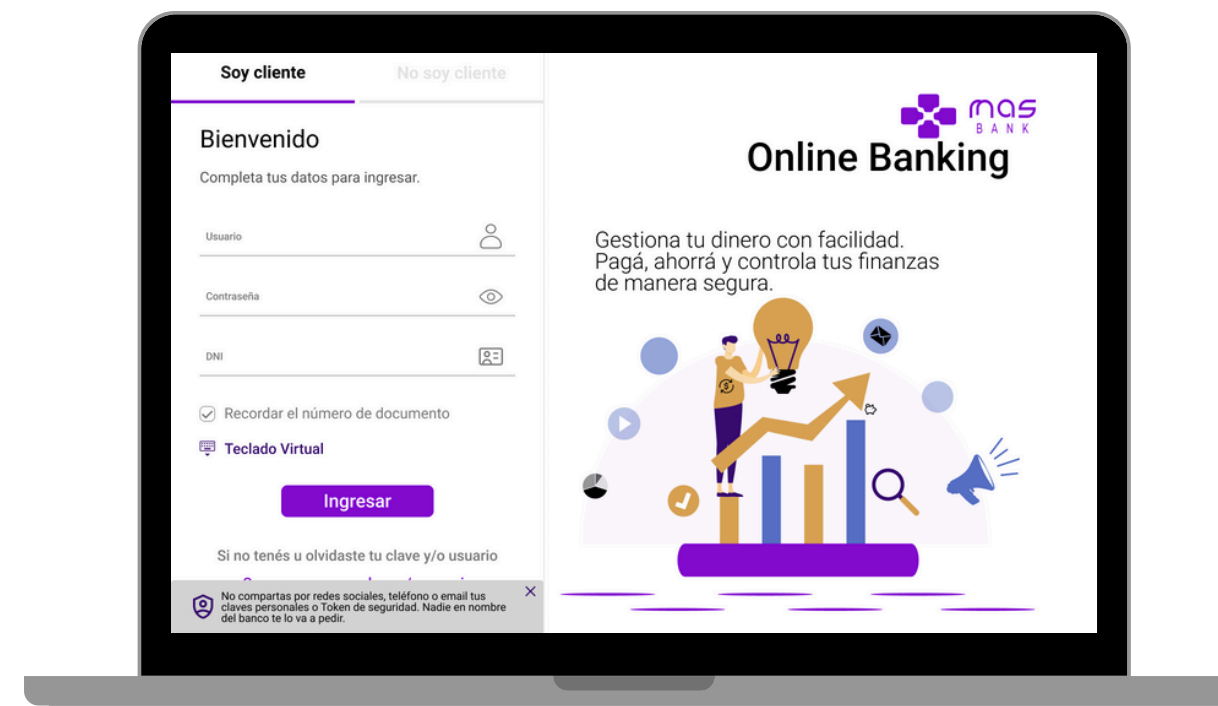 Soy cliente
No soy cliente
Bienvenido
Completa tus datos para ingresar.
Usuario
Contraseña
DNI
Recordar el número de documento
Teclado Virtual
Ingresar
Si no tenés u olvidaste tu clave y/o usuario
No compartas por redes sociales, teléfono o email tus
claves personales o Token de seguridad. Nadie en nombre
del banco te lo va a pedir.
mas
BANK
Online Banking
Gestiona tu dinero con facilidad.
Pagá, ahorrá y controla tus finanzas
de manera segura.
$